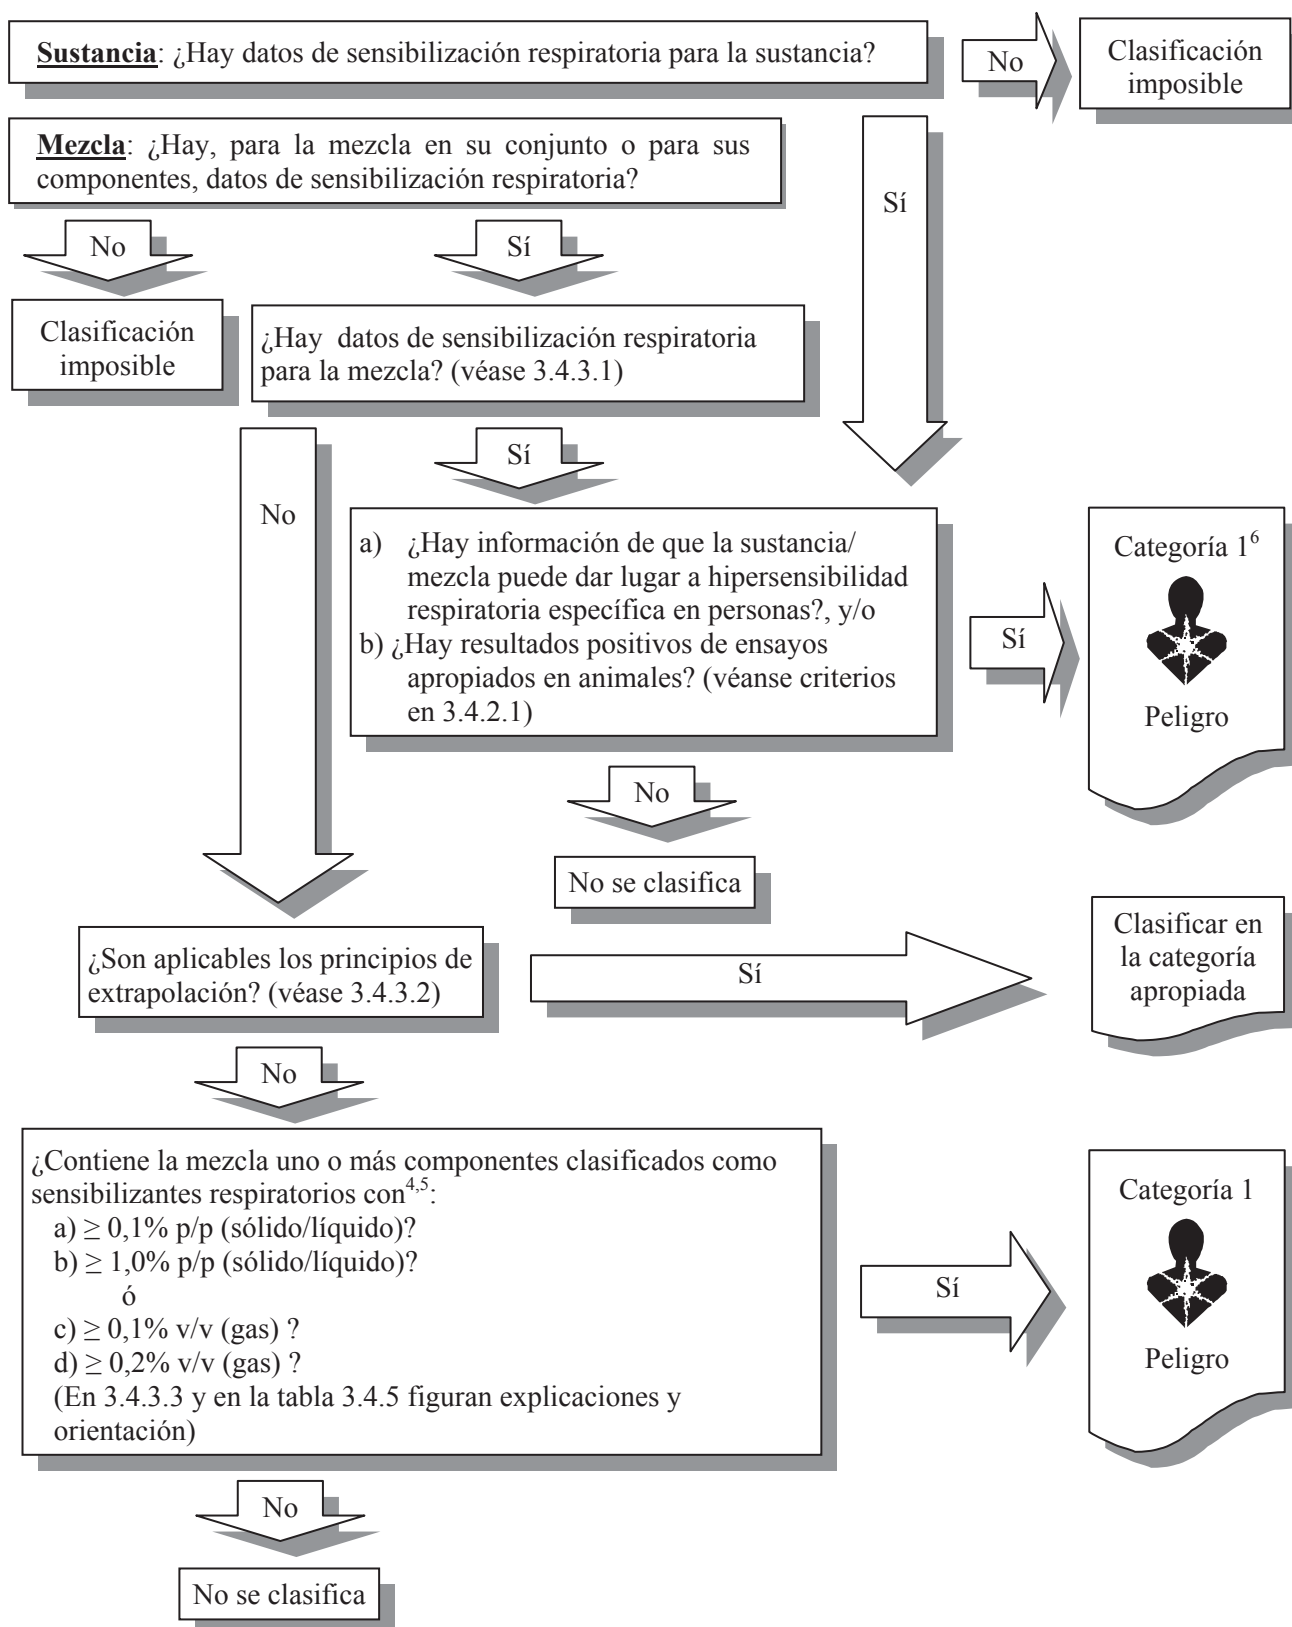 Sustancia: ¿Hay datos de sensibilización respiratoria para la sustancia?
No
Clasificación
imposible
Mezcla: ¿Hay, para la mezcla en su conjunto o para sus
componentes, datos de sensibilización respiratoria?
Sí
No
Sí
Clasificación
imposible
¿Hay datos de sensibilización respiratoria
para la mezcla? (véase 3.4.3.1)
Sí
No
a) ¿Hay información de que la sustancia/
mezcla puede dar lugar a hipersensibilidad
respiratoria específica en personas?, y/o
b) ¿Hay resultados positivos de ensayos
apropiados en animales? (véanse criterios
en 3.4.2.1)
Sí
Categoría 1⁶
Peligro
No
No se clasifica
¿Son aplicables los principios de
extrapolación? (véase 3.4.3.2)
Sí
Clasificar en
la categoría
apropiada
No
¿Contiene la mezcla uno o más componentes clasificados como
sensibilizantes respiratorios con⁴,⁵:
a) ≥ 0,1% p/p (sólido/líquido)?
b) ≥ 1,0% p/p (sólido/líquido)?
ó
c) ≥ 0,1% v/v (gas) ?
d) ≥ 0,2% v/v (gas) ?
(En 3.4.3.3 y en la tabla 3.4.5 figuran explicaciones y
orientación)
Sí
Categoría 1
Peligro
No
No se clasifica